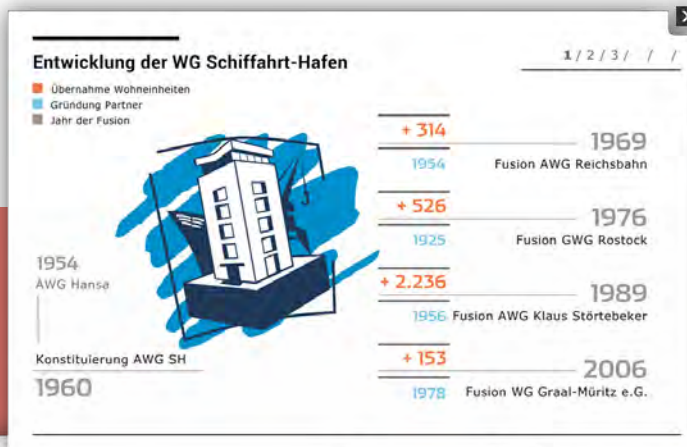 Entwicklung der WG Schiffahrt-Hafen
1 / 2 / 3 / / /
Übernahme Wohneinheiten
Gründung Partner
Jahr der Fusion
+ 314
1969
1954
Fusion AWG Reichsbahn
+ 526
1976
1925
Fusion GWG Rostock
+ 2.236
1989
1956
Fusion AWG Klaus Störtebeker
+ 153
2006
1978
Fusion WG Graal-Müritz e.G.
1954
AWG Hansa
Konstituierung AWG SH
1960